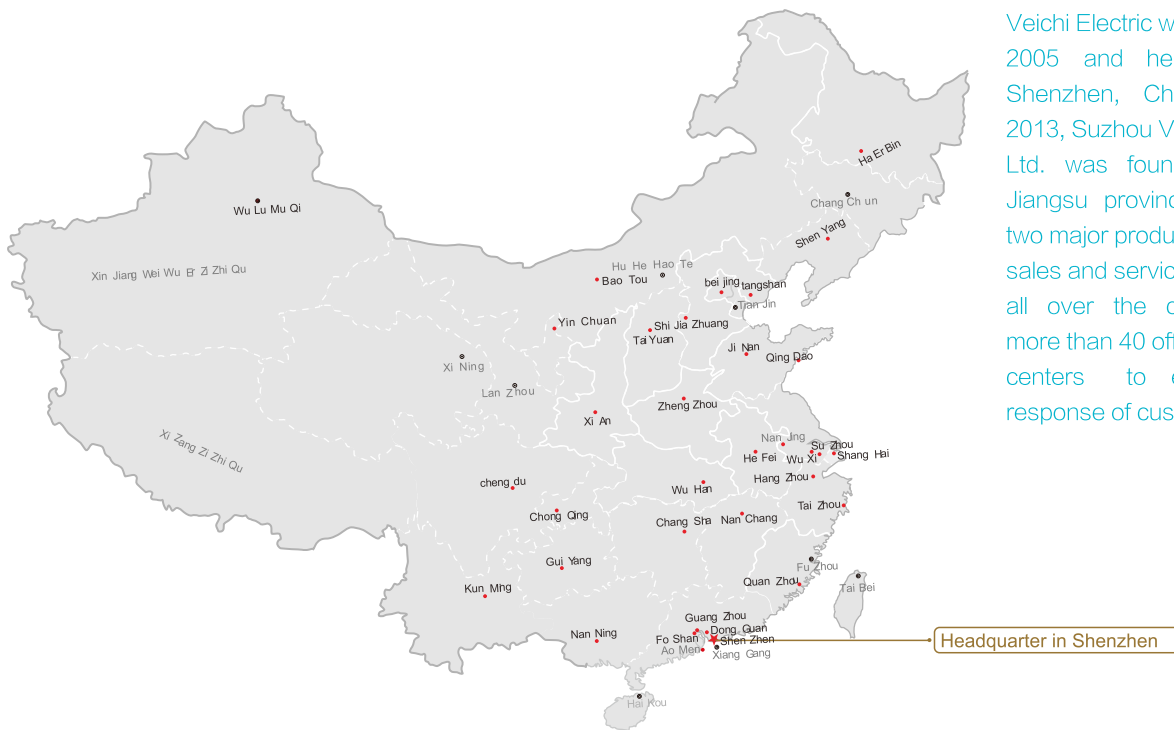 Veichi Electric w
2005 and he
Shenzhen, Ch
2013, Suzhou V
Ltd. was foun
Jiangsu provinc
two major produ
sales and servic
all over the c
more than 40 off
centers to e
response of cus
Ha Er Bin
Chang Ch un
Wu Lu Mu Qi
Shen Yang
Hu He Hao Te
Xin Jiang Wei Wu Er Zi Zhi Qu
Bao Tou
bei jing
tangshan
Tian Jin
Yin Chuan
Shi Jia Zhuang
Tai Yuan
Ji Nan
Qing Dao
Xi Ning
Lan Zhou
Zheng Zhou
Xi An
Nan Jing
Su Zhou
Xi Zang Zi Zhi Qu
He Fei
Wu Xi
Shang Hai
cheng du
Hang Zhou
Wu Han
Tai Zhou
Chong Qing
Chang Sha
Nan Chang
Gui Yang
Fu Zhou
Kun Ming
Quan Zhou
Tai Bei
Guang Zhou
Nan Ning
Dong Guan
Fo Shan
Shen Zhen
Headquarter in Shenzhen
Ao Men
Xiang Gang
Hai Kou